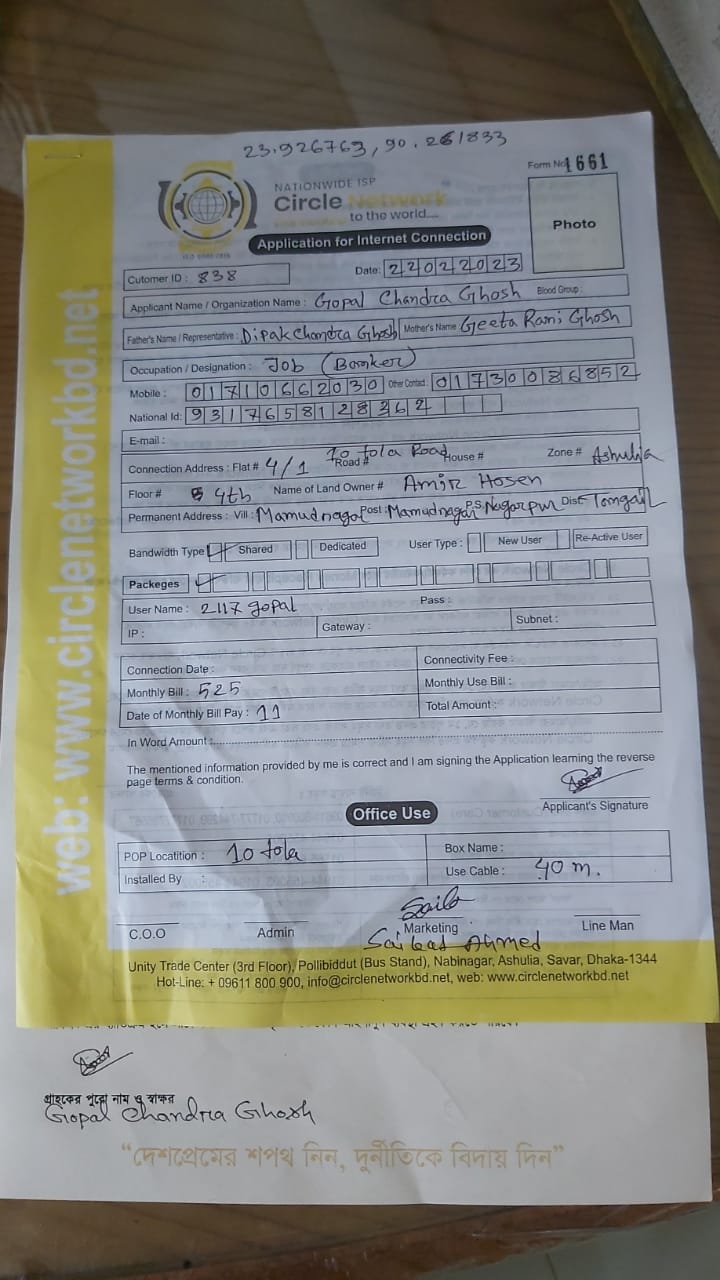 23.926763, 90.261833
Form No 1661
NATIONWIDE ISP
Circle Network
to the world....
Photo
Application for Internet Connection
Cutomer ID : 838
Date: 22022023
Applicant Name / Organization Name : Gopal Chandra Ghosh Blood Group :
Father's Name / Representative : Dipak Chandra Ghosh Mother's Name Geeta Rani Ghosh
Occupation / Designation : Job (Banker)
Mobile : 01710662030 Other Contact: 01730086852
National Id: 9317658128362
E-mail :
Connection Address : Flat # 4/1 Road # 10 tola Road House # Zone # Ashulia
Floor # 4th Name of Land Owner # Amir Hosen
Permanent Address : Vill : Mamudnagar Post : Mamudnagar P.S Nagarpur Dist Tongail
Bandwidth Type Shared Dedicated User Type : New User Re-Active User
Packeges
User Name : 2117 gopal Pass :
IP : Gateway : Subnet :
Connection Date : Connectivity Fee :
Monthly Bill : 525 Monthly Use Bill :
Date of Monthly Bill Pay : 11 Total Amount :
In Word Amount :
The mentioned information provided by me is correct and I am signing the Application learning the reverse
page terms & condition.
Applicant's Signature
Office Use
POP Locatition : 10 tola Box Name :
Installed By : Use Cable : 40 m.
C.O.O Admin Marketing Line Man
Saikat Ahmed
Unity Trade Center (3rd Floor), Pollibiddut (Bus Stand), Nabinagar, Ashulia, Savar, Dhaka-1344
Hot-Line: + 09611 800 900, info@circlenetworkbd.net, web: www.circlenetworkbd.net
web: www.circlenetworkbd.net
গ্রাহকের পুরো নাম ও স্বাক্ষর
Gopal Chandra Ghosh
“দেশপ্রেমের শপথ নিন, দুর্নীতিকে বিদায় দিন”